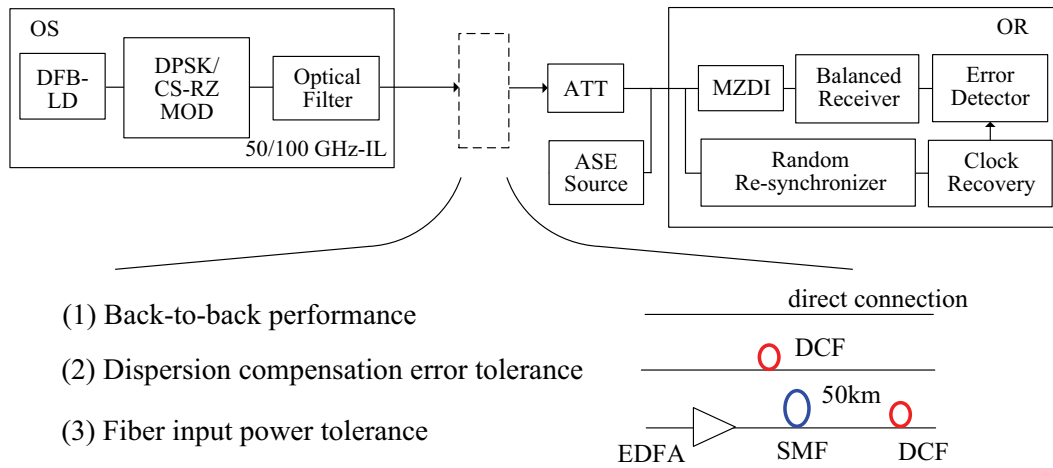 OS
DFB-
LD
DPSK/
CS-RZ
MOD
Optical
Filter
50/100 GHz-IL
ATT
ASE
Source
OR
MZDI
Balanced
Receiver
Error
Detector
Random
Re-synchronizer
Clock
Recovery
(1) Back-to-back performance
direct connection
(2) Dispersion compensation error tolerance
DCF
(3) Fiber input power tolerance
50km
EDFA
SMF
DCF